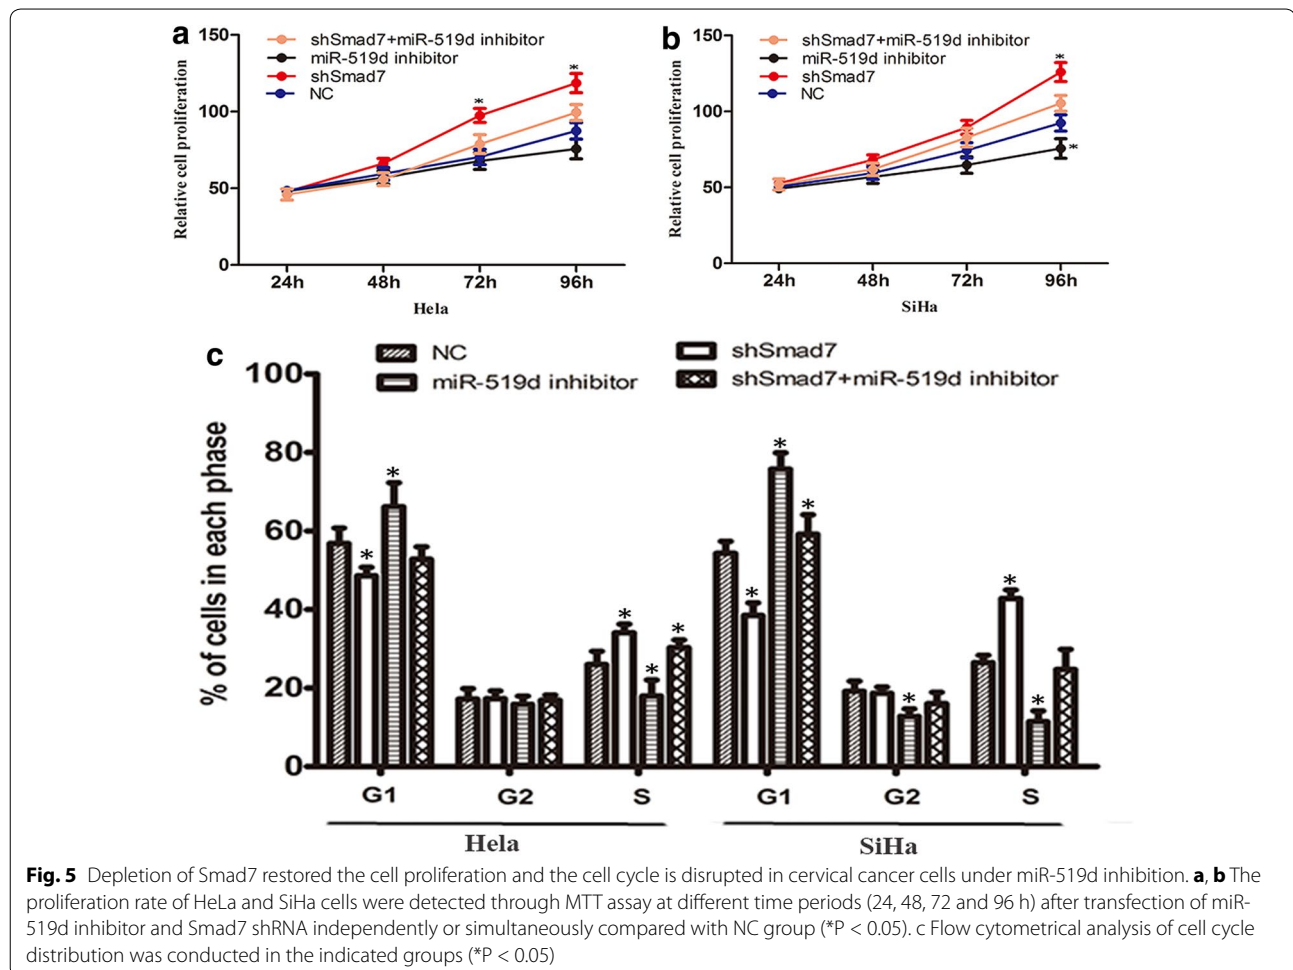 a
150
100
50
0
Relative cell proliferation
shSmad7+miR-519d inhibitor
miR-519d inhibitor
shSmad7
NC
*
*
24h 48h 72h 96h
Hela
b
150
100
50
0
Relative cell proliferation
shSmad7+miR-519d inhibitor
miR-519d inhibitor
shSmad7
NC
*
*
24h 48h 72h 96h
SiHa
c
NC
miR-519d inhibitor
shSmad7
shSmad7+miR-519d inhibitor
100
80
60
40
20
0
% of cells in each phase
* * * * * * * * * * *
G1 G2 S G1 G2 S
Hela SiHa
Fig. 5 Depletion of Smad7 restored the cell proliferation and the cell cycle is disrupted in cervical cancer cells under miR-519d inhibition. a, b The
proliferation rate of HeLa and SiHa cells were detected through MTT assay at different time periods (24, 48, 72 and 96 h) after transfection of miR-
519d inhibitor and Smad7 shRNA independently or simultaneously compared with NC group (*P < 0.05). c Flow cytometrical analysis of cell cycle
distribution was conducted in the indicated groups (*P < 0.05)